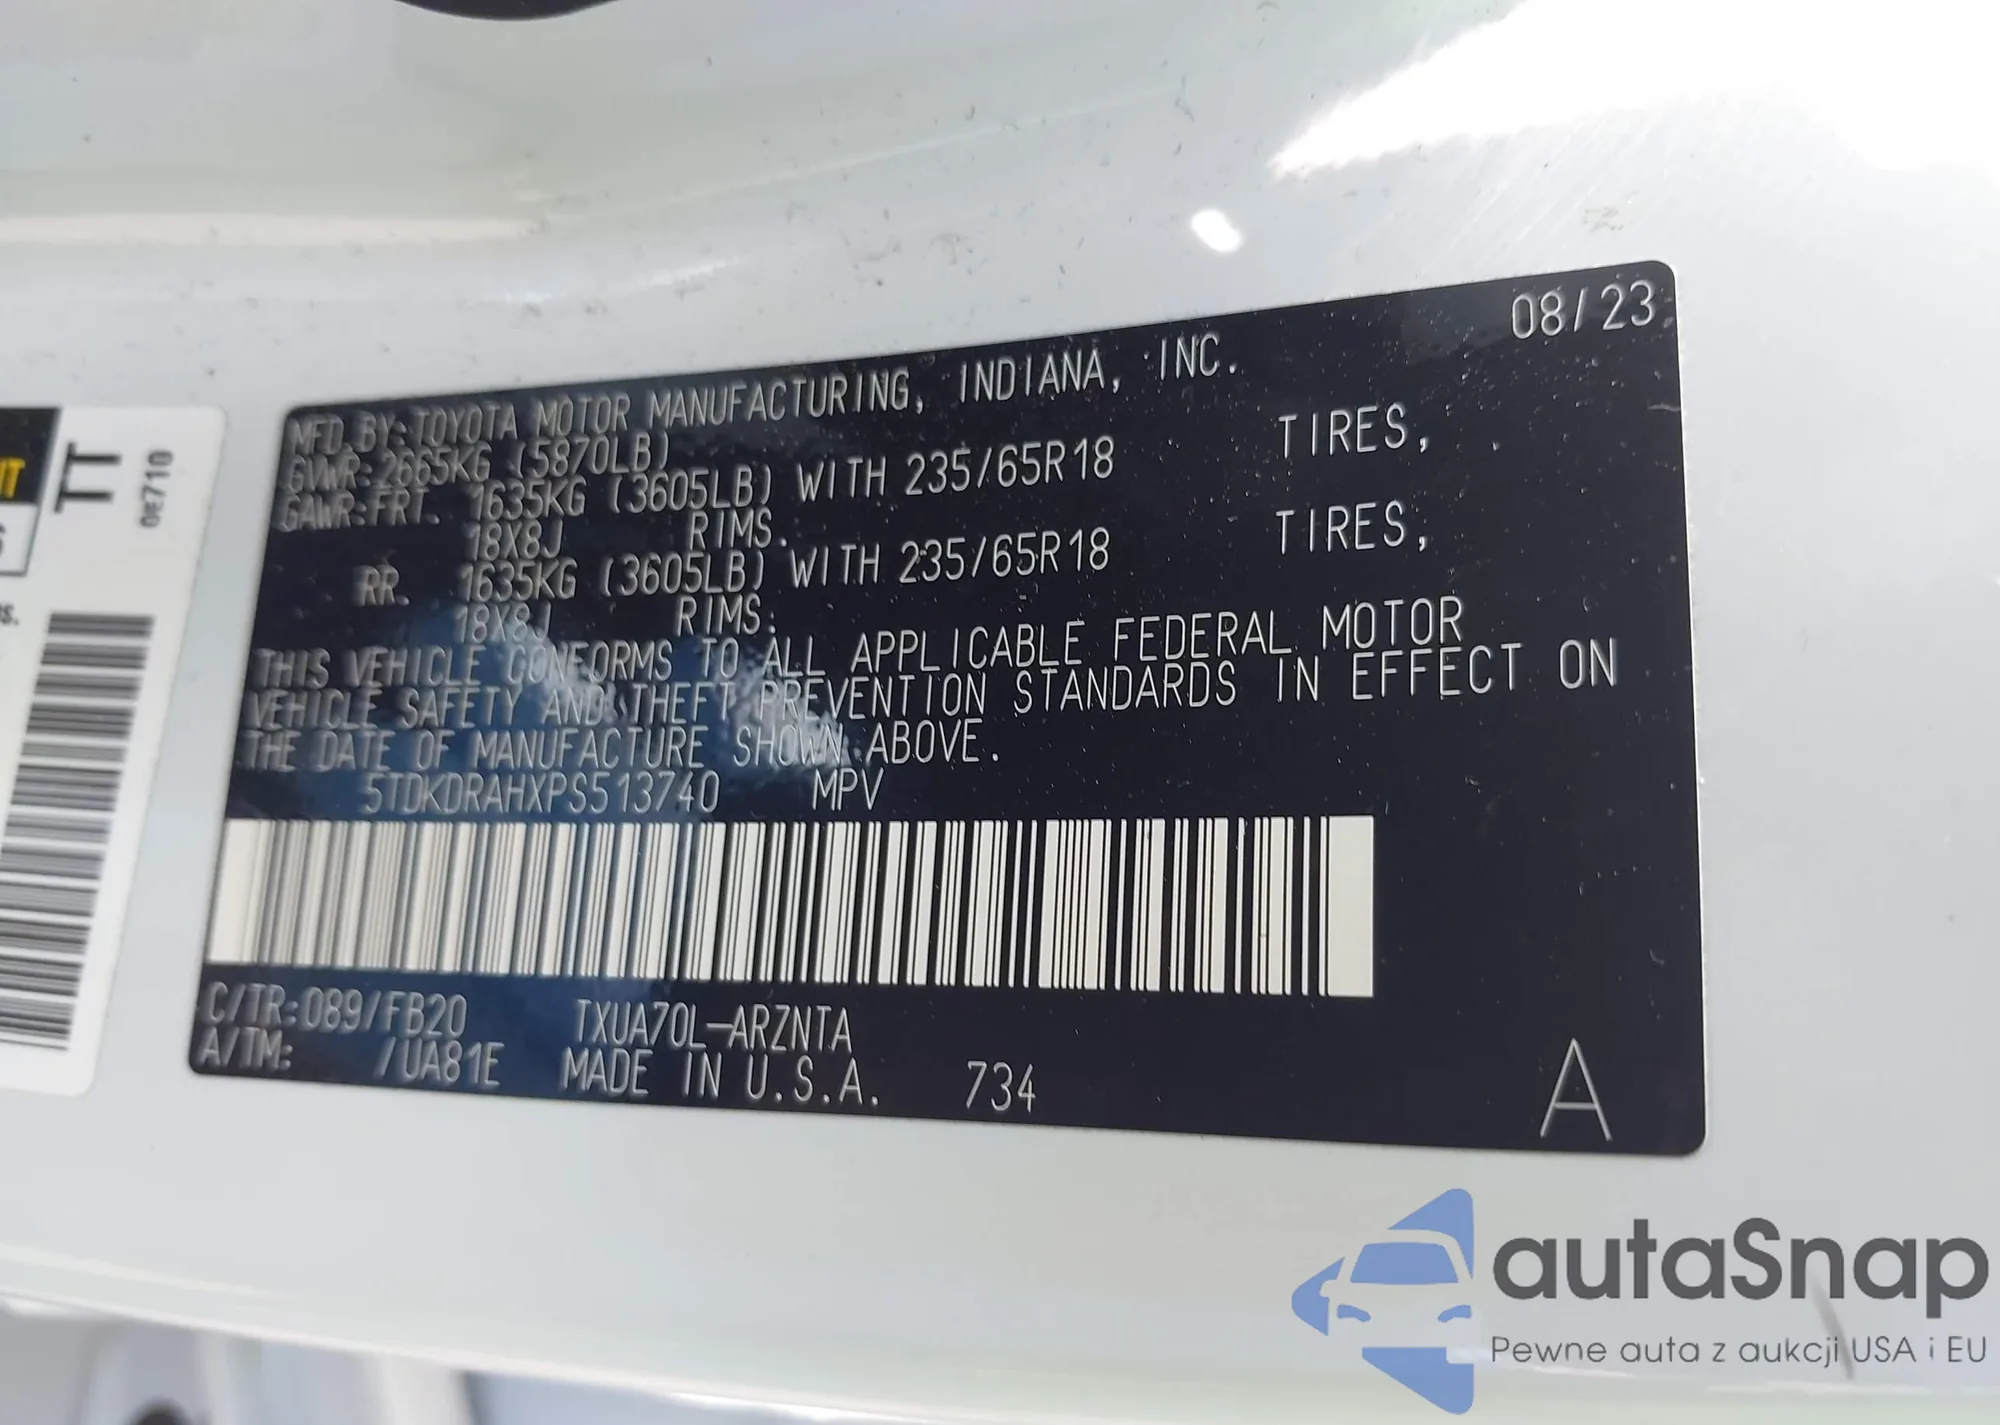 08/23
MFD. BY: TOYOTA MOTOR MANUFACTURING, INDIANA, INC.
GVWR: 2665KG (5870LB)
GAWR: FRT. 1635KG (3605LB) WITH 235/65R18 TIRES,
18X8J RIMS.
RR. 1635KG (3605LB) WITH 235/65R18 TIRES,
18X8J RIMS.
THIS VEHICLE CONFORMS TO ALL APPLICABLE FEDERAL MOTOR
VEHICLE SAFETY AND THEFT PREVENTION STANDARDS IN EFFECT ON
THE DATE OF MANUFACTURE SHOWN ABOVE.
5TDKDRAHXPS513740 MPV
C/TR: 089/FB20 TXUA70L-ARZNTA
A/TM: /UA81E MADE IN U.S.A. 734
A
TT
0E710
autaSnap
Pewne auta z aukcji USA i EU